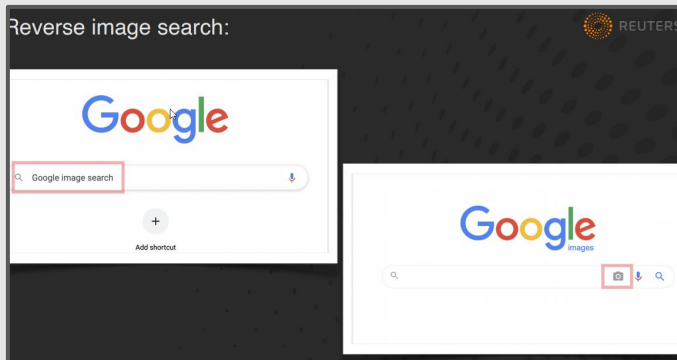 Reverse image search:
REUTERS
Google
Google image search
Add shortcut
Google
images